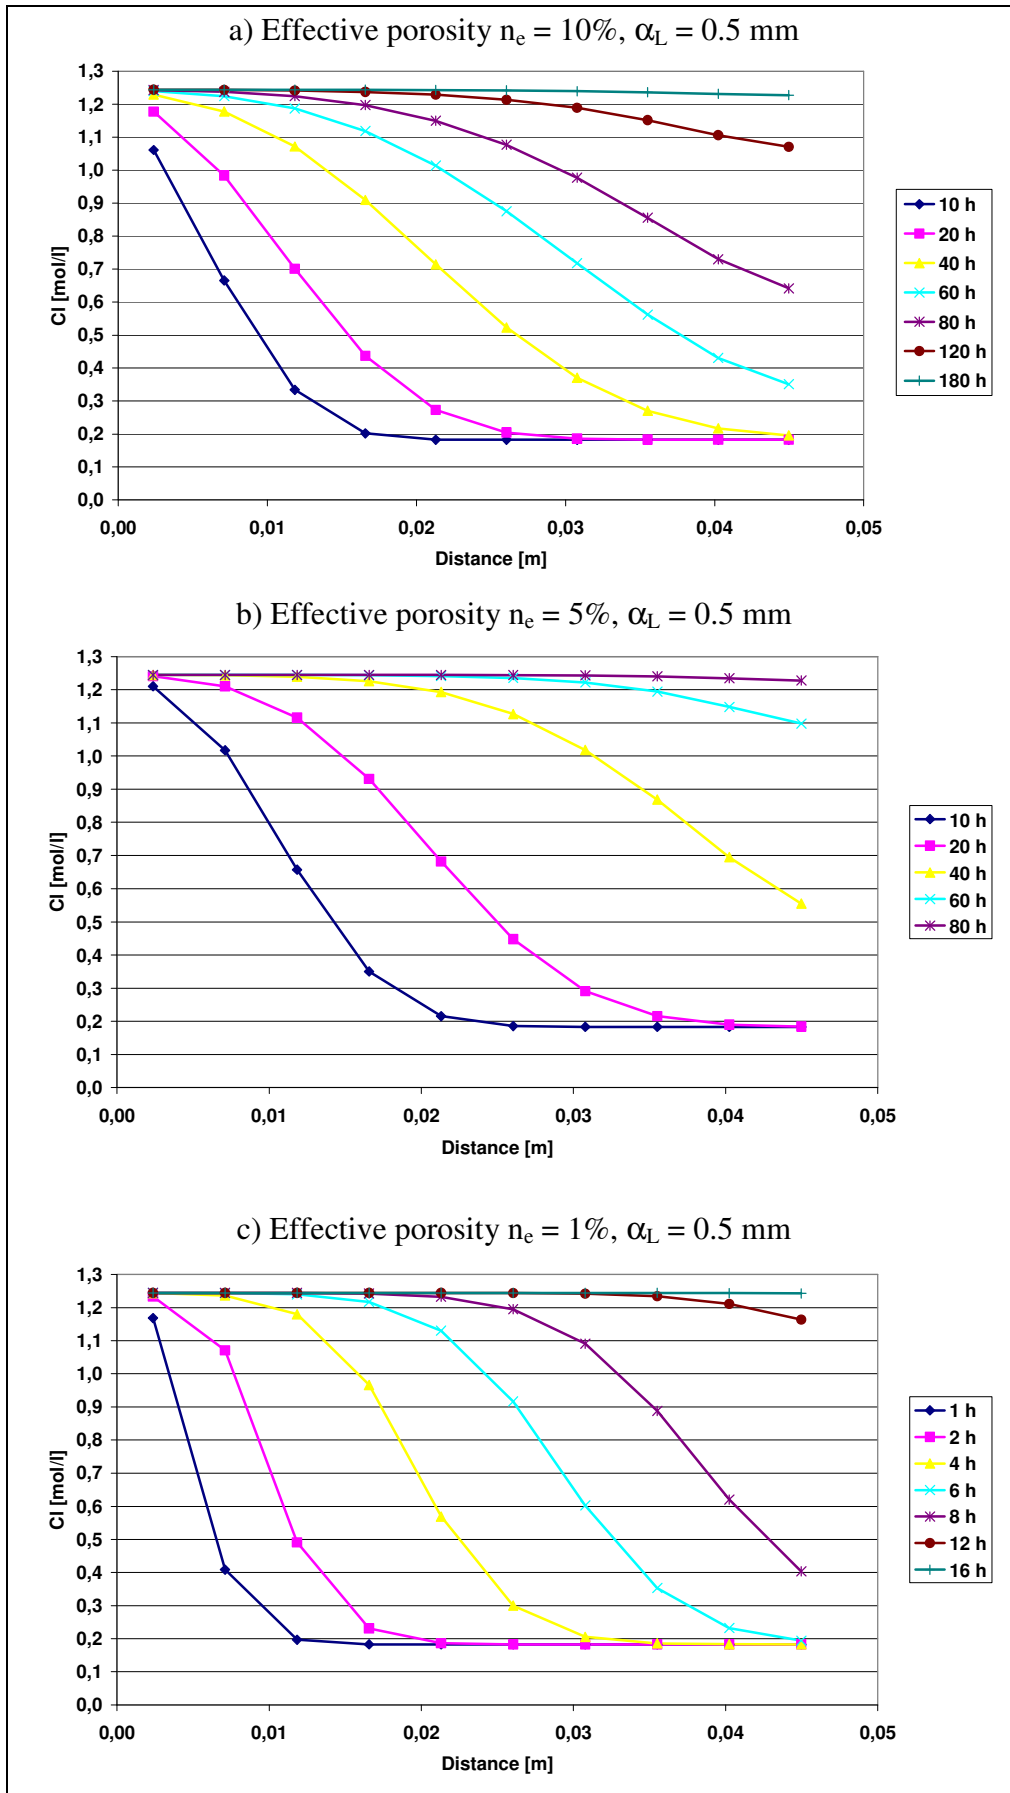 a) Effective porosity nₑ = 10%, α_L = 0.5 mm
1,3
1,2
1,1
1,0
0,9
0,8
0,7
0,6
0,5
0,4
0,3
0,2
0,1
0,0
Cl [mol/l]
0,00 0,01 0,02 0,03 0,04 0,05
Distance [m]
10 h
20 h
40 h
60 h
80 h
120 h
180 h
b) Effective porosity nₑ = 5%, α_L = 0.5 mm
1,3
1,2
1,1
1,0
0,9
0,8
0,7
0,6
0,5
0,4
0,3
0,2
0,1
0,0
Cl [mol/l]
0,00 0,01 0,02 0,03 0,04 0,05
Distance [m]
10 h
20 h
40 h
60 h
80 h
c) Effective porosity nₑ = 1%, α_L = 0.5 mm
1,3
1,2
1,1
1,0
0,9
0,8
0,7
0,6
0,5
0,4
0,3
0,2
0,1
0,0
Cl [mol/l]
0,00 0,01 0,02 0,03 0,04 0,05
Distance [m]
1 h
2 h
4 h
6 h
8 h
12 h
16 h